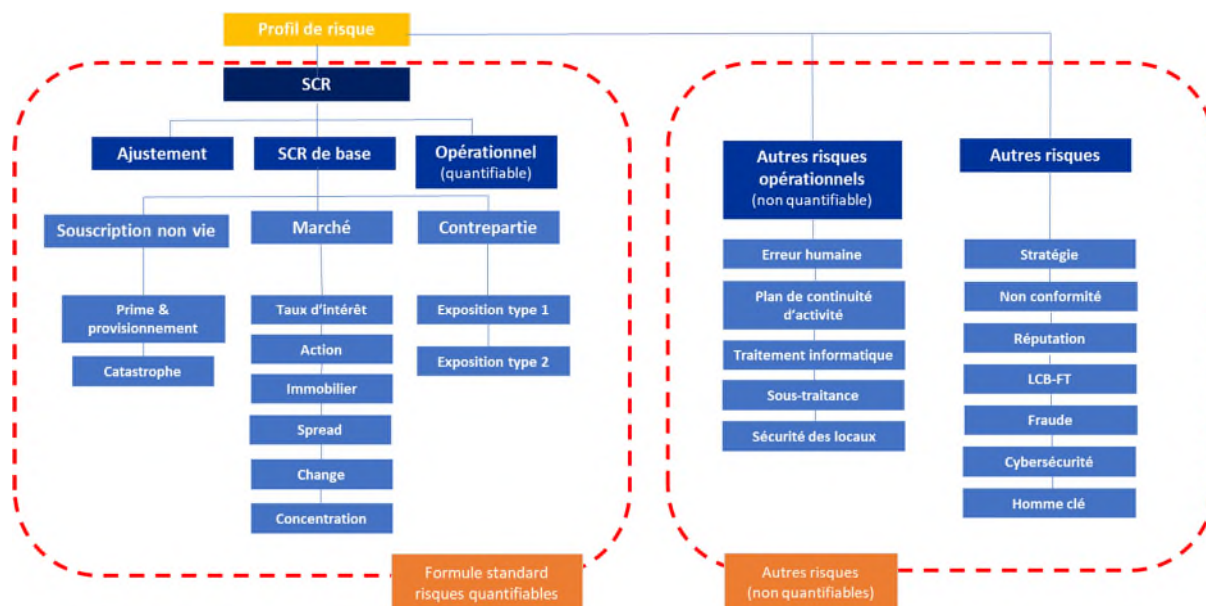 Profil de risque
SCR
Ajustement
SCR de base
Opérationnel
(quantifiable)
Souscription non vie
Marché
Contrepartie
Prime &
provisionnement
Catastrophe
Taux d'intérêt
Action
Immobilier
Spread
Change
Concentration
Exposition type 1
Exposition type 2
Formule standard
risques quantifiables
Autres risques
opérationnels
(non quantifiable)
Erreur humaine
Plan de continuité
d'activité
Traitement informatique
Sous-traitance
Sécurité des locaux
Autres risques
Stratégie
Non conformité
Réputation
LCB-FT
Fraude
Cybersécurité
Homme clé
Autres risques
(non quantifiables)